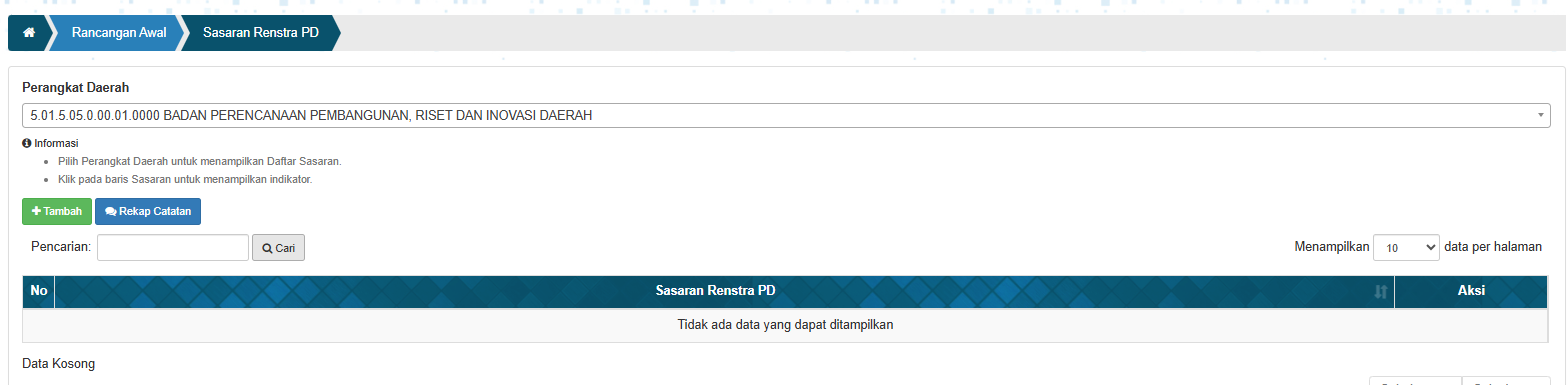 Rancangan Awal
Sasaran Renstra PD
Perangkat Daerah
5.01.5.05.0.00.01.0000 BADAN PERENCANAAN PEMBANGUNAN, RISET DAN INOVASI DAERAH
Informasi
Pilih Perangkat Daerah untuk menampilkan Daftar Sasaran.
Klik pada baris Sasaran untuk menampilkan indikator.
Tambah Rekap Catatan
Pencarian: Cari Menampilkan 10 data per halaman
No Sasaran Renstra PD Aksi
Tidak ada data yang dapat ditampilkan
Data Kosong